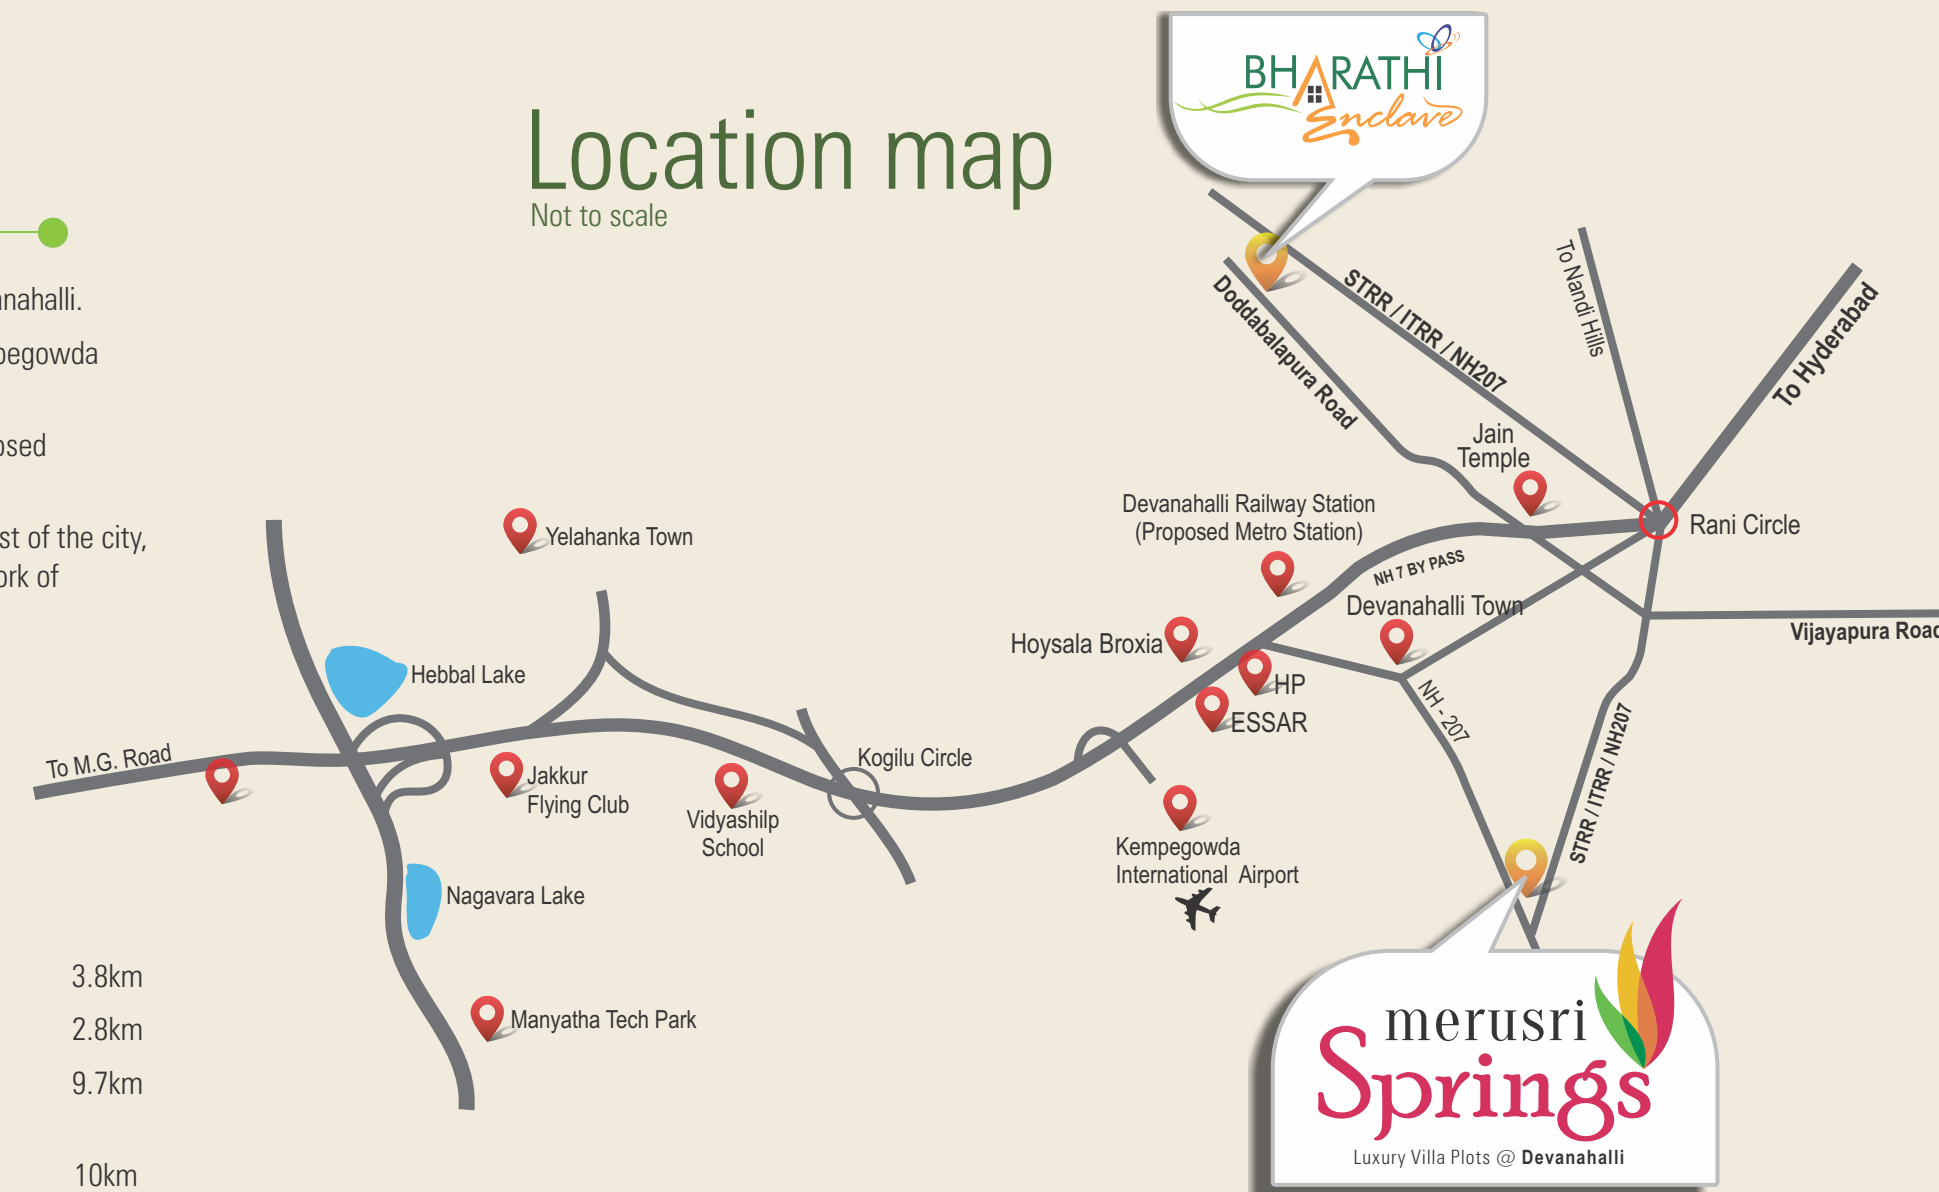 BHARATHI
Enclave
Location map
Not to scale
anahalli.
pegowda
osed
st of the city,
ork of
3.8km
2.8km
9.7km
10km
STRR / ITRR / NH207
To Nandi Hills
To Hyderabad
Doddabalapura Road
Jain
Temple
Devanahalli Railway Station
(Proposed Metro Station)
Rani Circle
Yelahanka Town
NH 7 BY PASS
Devanahalli Town
Vijayapura Road
Hoysala Broxia
Hebbal Lake
HP
ESSAR
NH - 207
To M.G. Road
Kogilu Circle
Jakkur
Flying Club
Vidyashilp
School
STRR / ITRR / NH207
Kempegowda
International Airport
Nagavara Lake
Manyatha Tech Park
merusri
Springs
Luxury Villa Plots @ Devanahalli